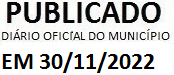 PUBLICADO
DIÁRIO OFICIAL DO MUNICÍPIO
EM 30/11/2022